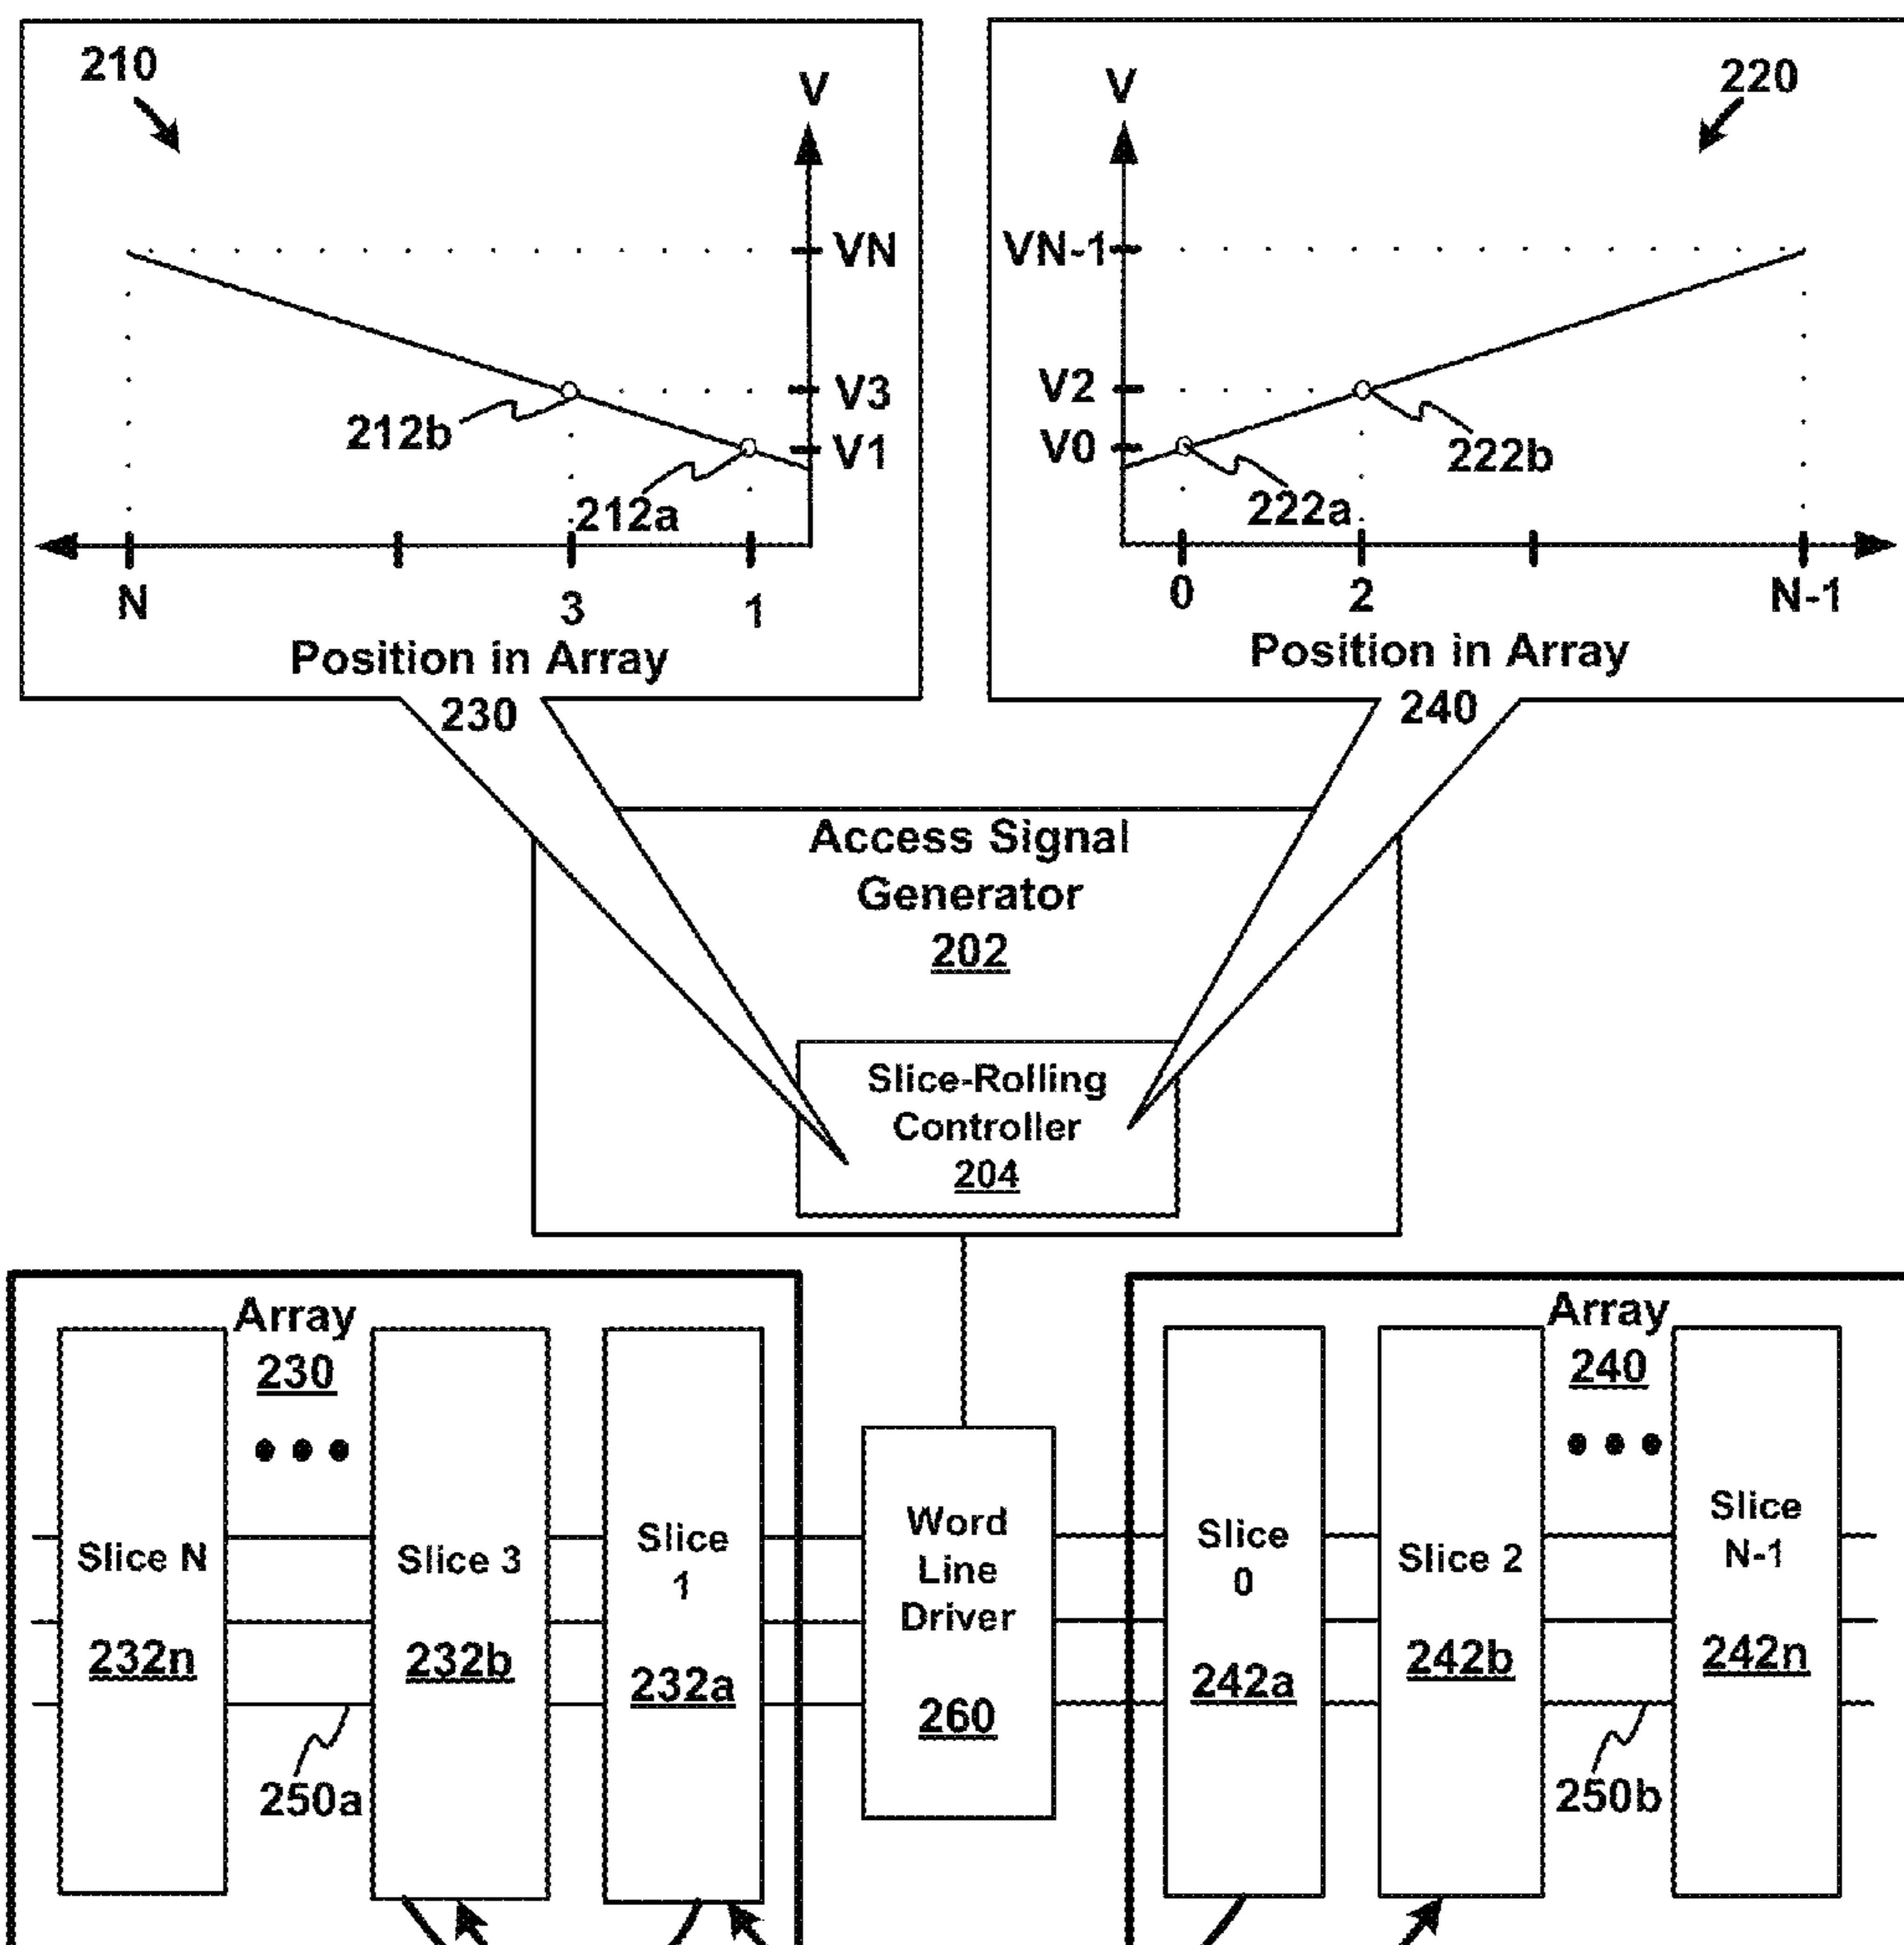 210
V
VN
V3
V1
212b
212a
N
3
1
Position in Array
230
220
V
VN-1
V2
V0
222b
222a
0
2
N-1
Position in Array
240
Access Signal
Generator
202
Slice-Rolling
Controller
204
Array
230
Slice N
232n
Slice 3
232b
Slice
1
232a
250a
Word
Line
Driver
260
Array
240
Slice
0
242a
Slice 2
242b
Slice
N-1
242n
250b